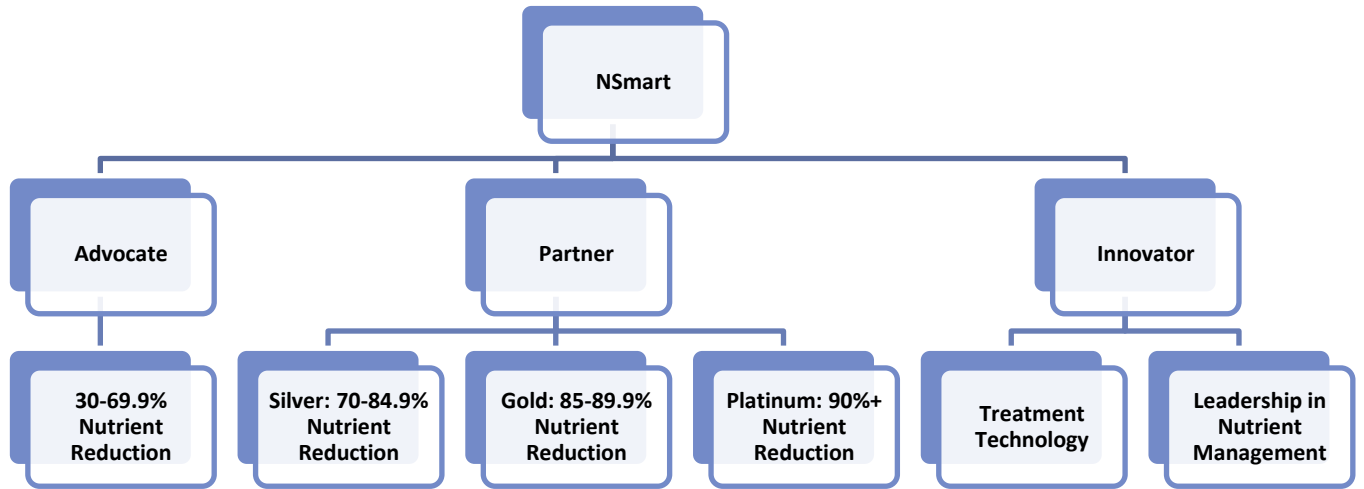 NSmart
Advocate
Partner
Innovator
30-69.9%
Nutrient
Reduction
Silver: 70-84.9%
Nutrient
Reduction
Gold: 85-89.9%
Nutrient
Reduction
Platinum: 90%+
Nutrient
Reduction
Treatment
Technology
Leadership in
Nutrient
Management